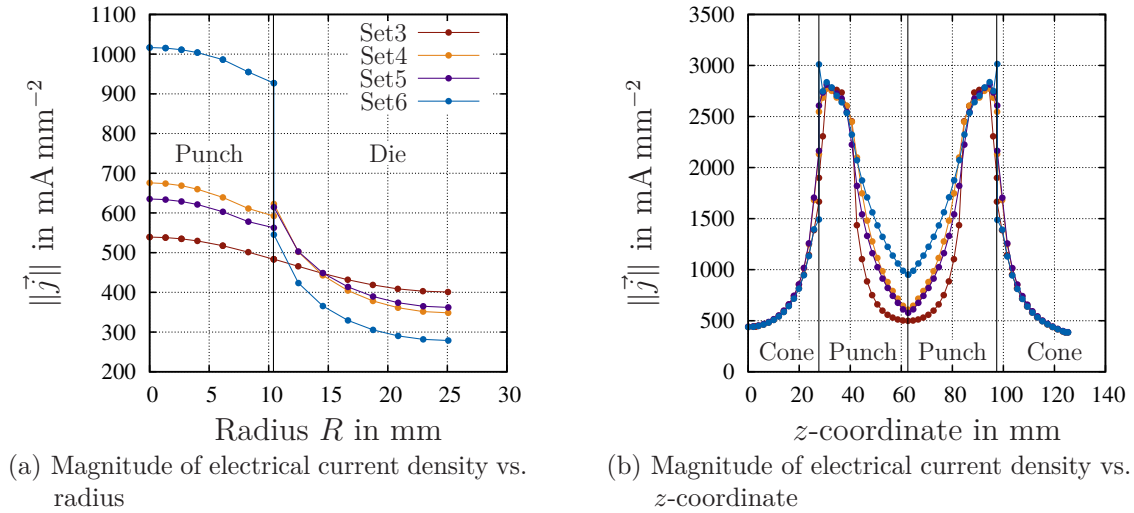 1100
1000
900
800
700
600
500
400
300
200
0 5 10 15 20 25 30
‖j⃗‖ in mA mm⁻²
Radius R in mm
Set3
Set4
Set5
Set6
Punch Die
(a) Magnitude of electrical current density vs.
radius
3500
3000
2500
2000
1500
1000
500
0
0 20 40 60 80 100 120 140
‖j⃗‖ in mA mm⁻²
z-coordinate in mm
Cone Punch Punch Cone
(b) Magnitude of electrical current density vs.
z-coordinate